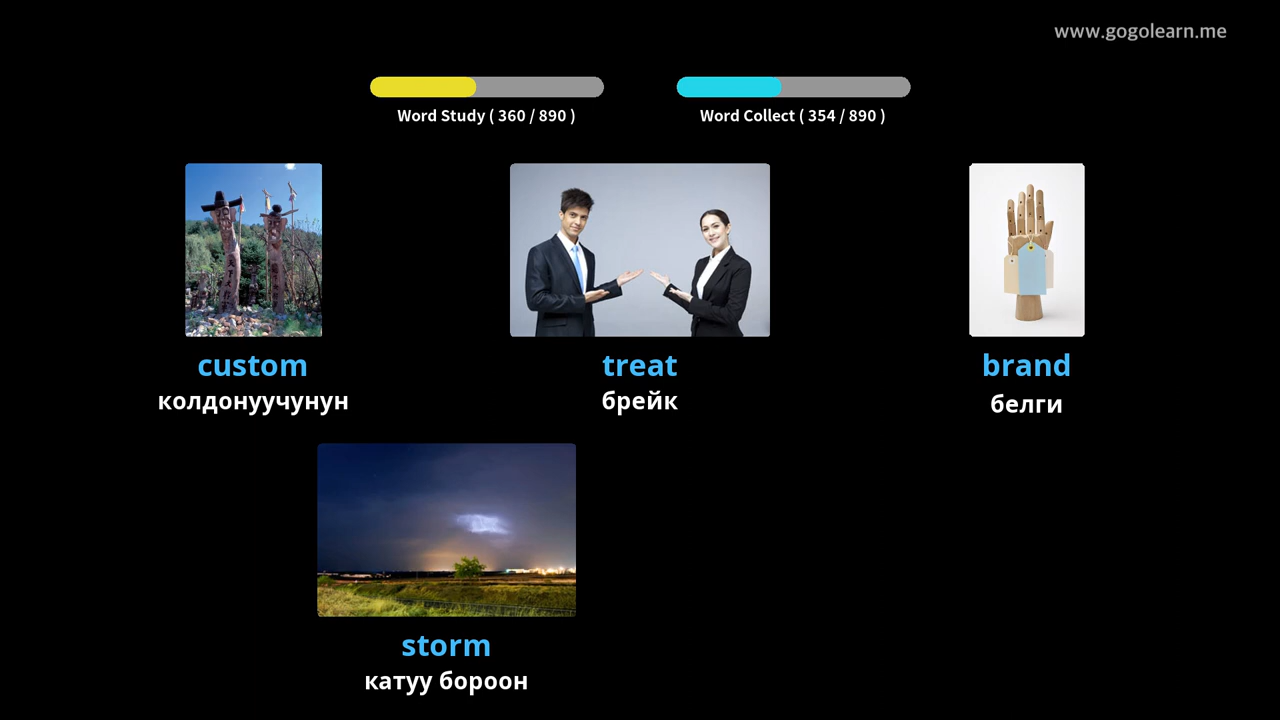 www.gogolearn.me
Word Study ( 360 / 890 )
Word Collect ( 354 / 890 )
custom
колдонуучунун
treat
брейк
brand
белги
storm
катуу бороон